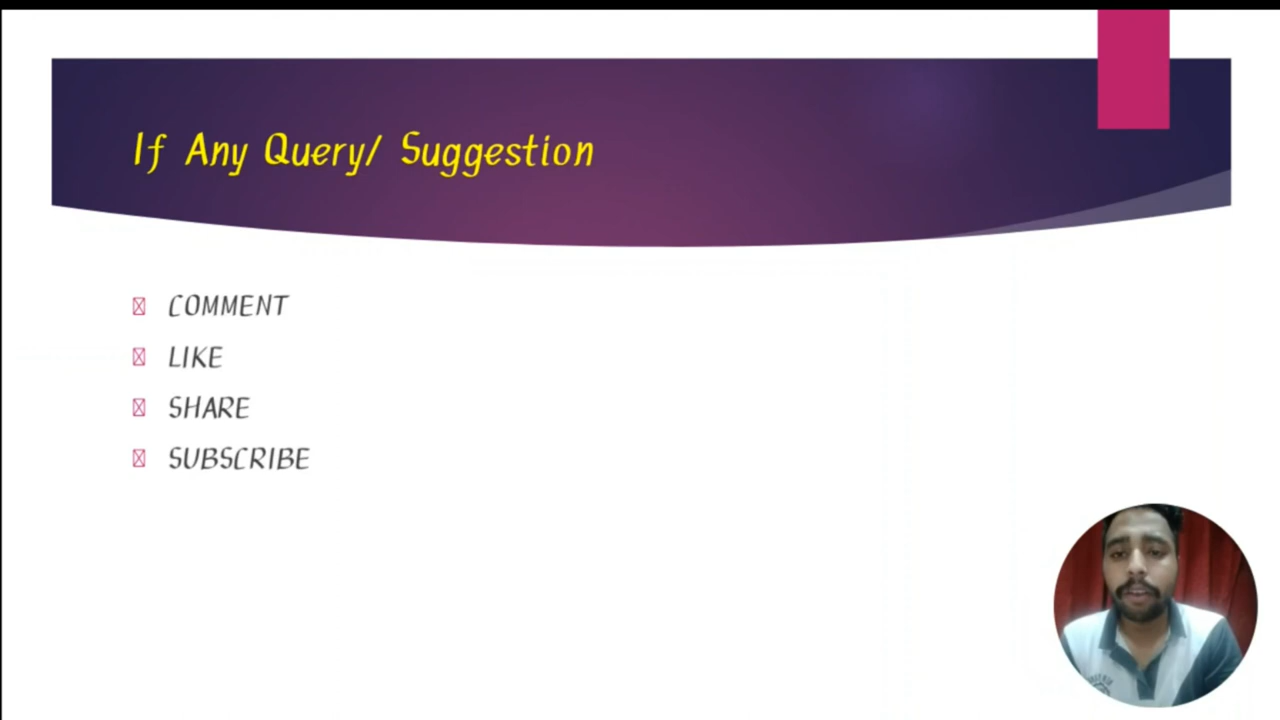 If Any Query/ Suggestion
COMMENT
LIKE
SHARE
SUBSCRIBE